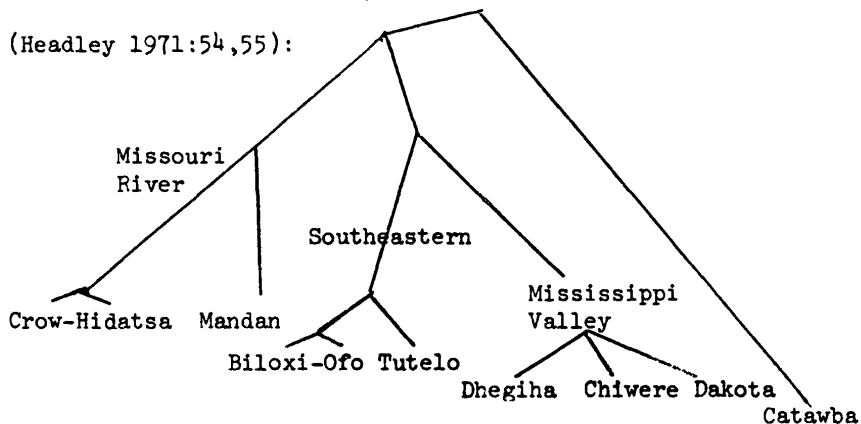 (Headley 1971:54,55):
Missouri
River
Southeastern
Mississippi
Valley
Crow-Hidatsa Mandan
Biloxi-Ofo Tutelo
Dhegiha Chiwere Dakota
Catawba